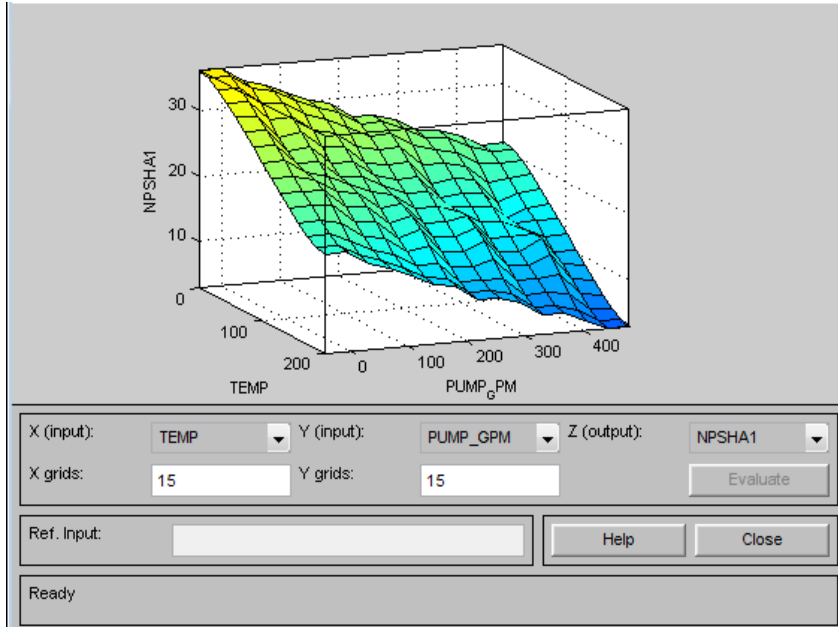 30
20
10
NPSHA1
0
100
200
TEMP
0
100
200
300
400
PUMP_GPM
X (input):
TEMP
Y (input):
PUMP_GPM
Z (output):
NPSHA1
X grids:
15
Y grids:
15
Evaluate
Ref. Input:
Help
Close
Ready